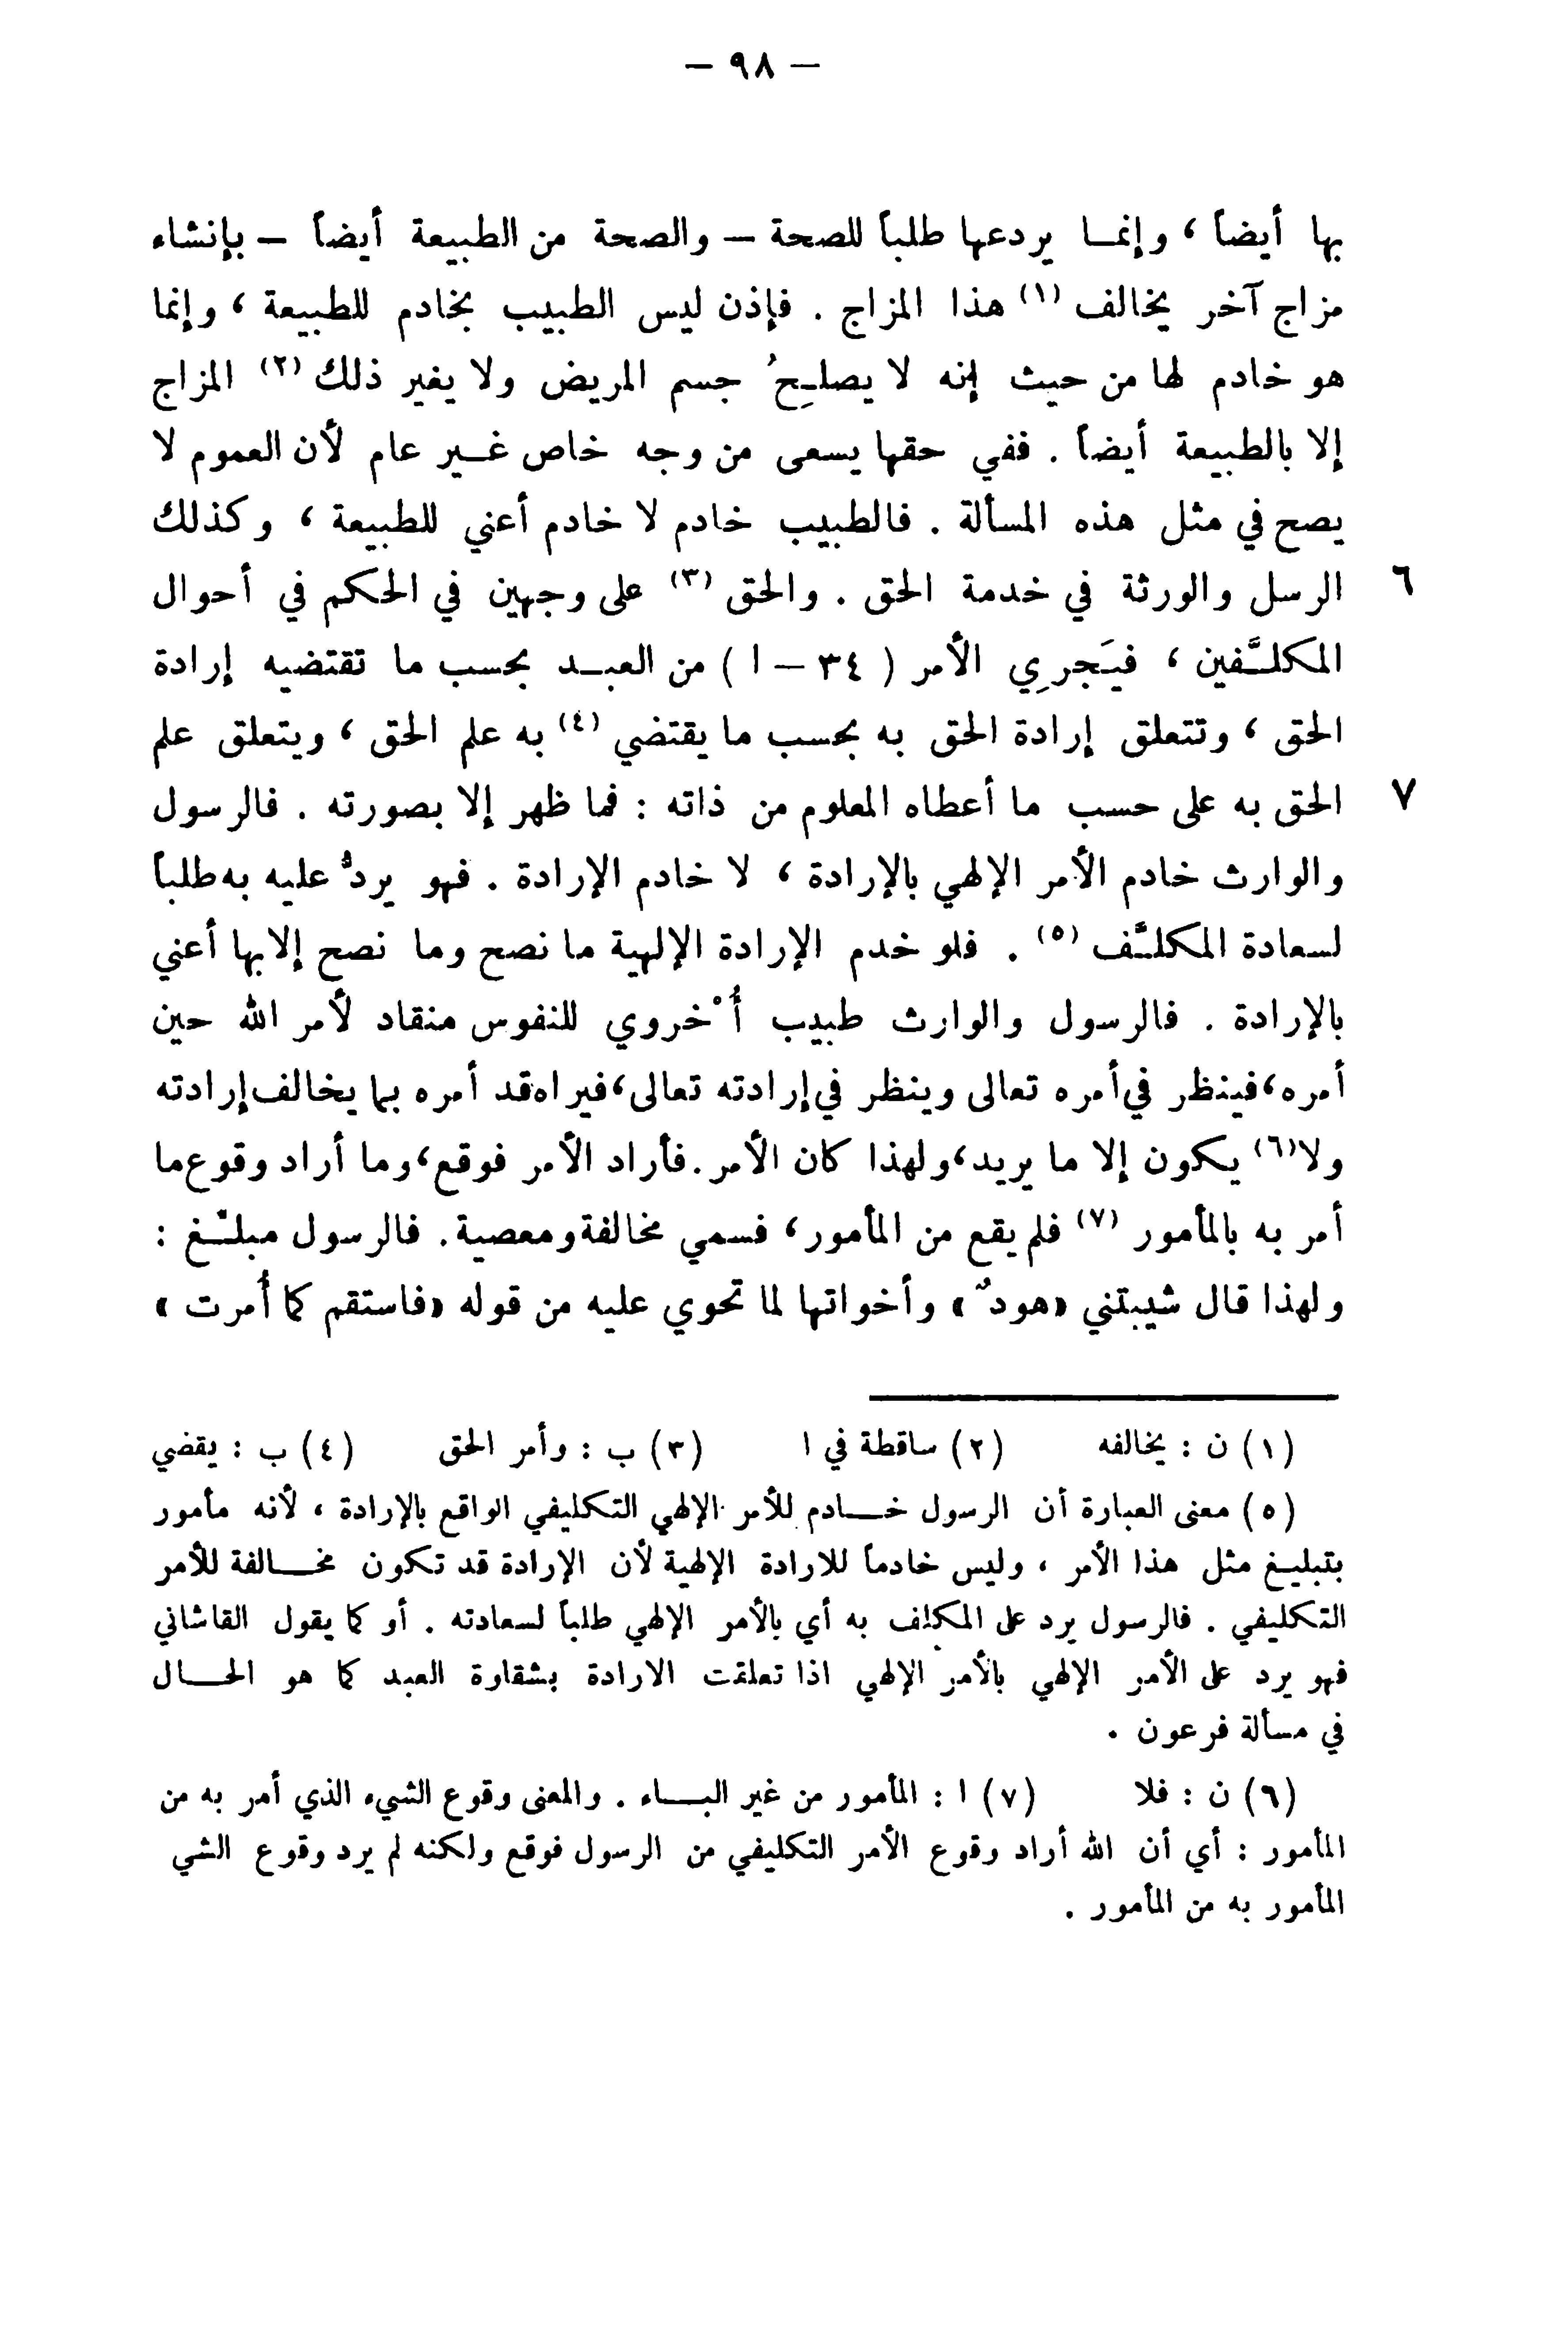 — ٩٨ —
بها أيضاً ، وإنمـا يردعها طلباً للصحة — والصحة من الطبيعة أيضاً — بإنشاء
مزاج آخر يخالف (١) هذا المزاج . فإذن ليس الطبيب بخادم للطبيعة ، وإنما
هو خادم لها من حيث إنه لا يصلـِحُ جسم المريض ولا يغير ذلك (٢) المزاج
إلا بالطبيعة أيضاً . ففي حقها يسعى من وجه خاص غـير عام لأن العموم لا
يصح في مثل هذه المسألة . فالطبيب خادم لا خادم أعني للطبيعة ، وكذلك
٦ الرسل والورثة في خدمة الحق . والحق (٣) على وجهين في الحكم في أحوال
المكلـَّفين ، فيـَجرِي الأمر ( ٣٤ – ا ) من العبـد بحسب ما تقتضيه إرادة
الحق ، وتتعلق إرادة الحق به بحسب ما يقتضي (٤) به علم الحق ، ويتعلق علم
٧ الحق به على حسب ما أعطاه المعلوم من ذاته : فما ظهر إلا بصورته . فالرسول
والوارث خادم الأمر الإلهي بالإرادة ، لا خادم الإرادة . فهو يردُّ عليه به طلباً
لسعادة المكلـَّف (٥) . فلو خدم الإرادة الإلهية ما نصح وما نصح إلا بها أعني
بالإرادة . فالرسول والوارث طبيب أُخْروي للنفوس منقاد لأمر الله حين
أمره ، فينظر في أمره تعالى وينظر في إرادته تعالى ، فيراه قد أمره بما يخالف إرادته
ولا(٦) يكون إلا ما يريد ، ولهذا كان الأمر . فأراد الأمر فوقع ، وما أراد وقوع ما
أمر به بالمأمور (٧) فلم يقع من المأمور ، فسمي مخالفة ومعصية . فالرسول مبلـّغ :
ولهذا قال شيبتني «هودٌ» وأخواتها لما تحوي عليه من قوله «فاستقم كما أُمرت »
(١) ن : يخالفه (٢) ساقطة في ا (٣) ب : وأمر الحق (٤) ب : يقضي
(٥) معنى العبارة أن الرسول خـادم للأمر الإلهي التكليفي الواقع بالإرادة ، لأنه مأمور
بتبليـغ مثل هذا الأمر ، وليس خادماً للارادة الإلهية لأن الإرادة قد تكون مخـالفة للأمر
التكليفي . فالرسول يرد على المكلف به أي بالأمر الإلهي طلباً لسعادته . أو كما يقول القاشاني
فهو يرد على الأمر الإلهي بالأمر الإلهي اذا تعلقت الارادة بشقاوة العبد كما هو الحـال
في مسألة فرعون .
(٦) ن : فلا (٧) ا : المأمور من غير البـاء . والمعنى وقوع الشيء الذي أمر به من
المأمور : أي أن الله أراد وقوع الأمر التكليفي من الرسول فوقع ولكنه لم يرد وقوع الشي
المأمور به من المأمور .